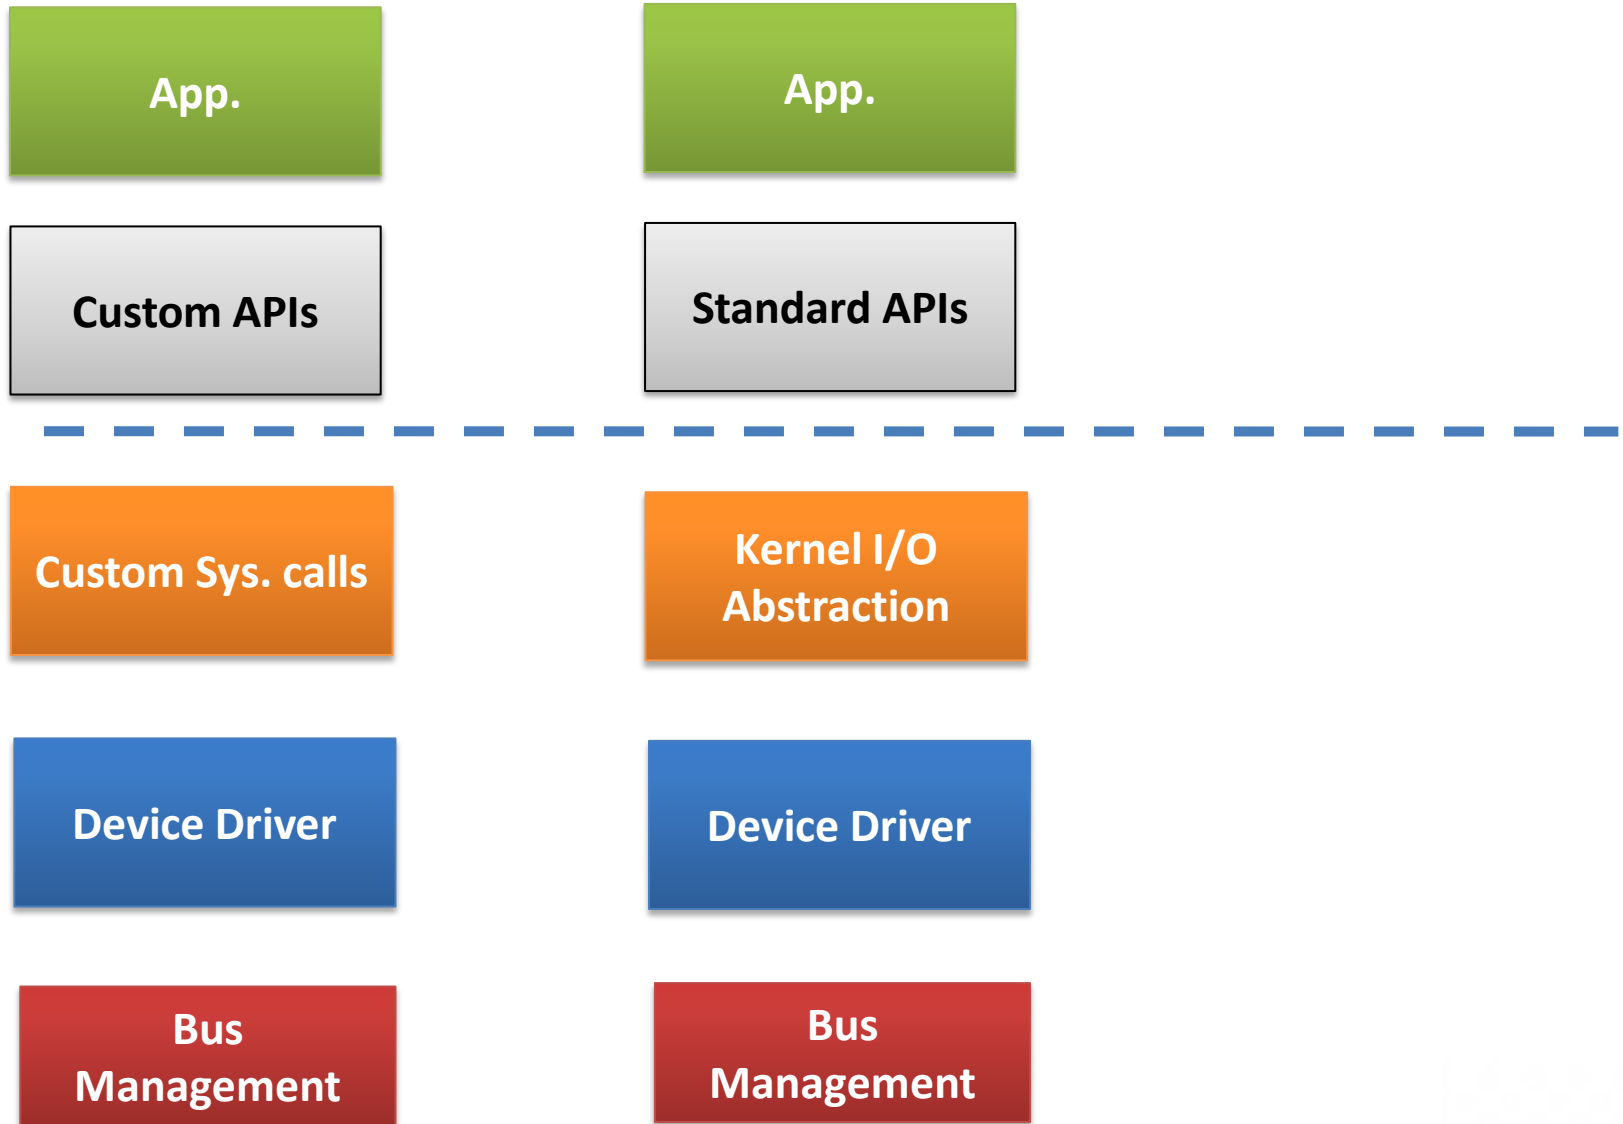 App.
App.
Custom APIs
Standard APIs
Custom Sys. calls
Kernel I/O
Abstraction
Device Driver
Device Driver
Bus
Management
Bus
Management